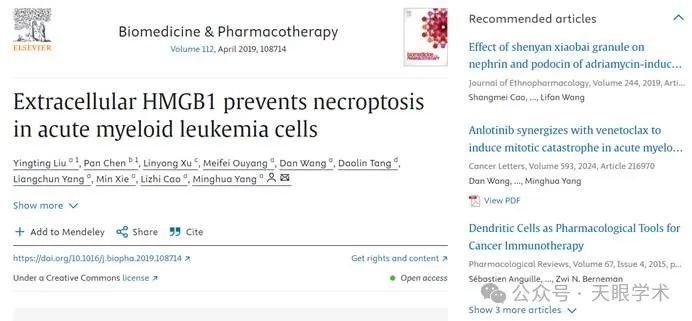 ELSEVIER
Biomedicine & Pharmacotherapy
Volume 112, April 2019, 108714
Extracellular HMGB1 prevents necroptosis
in acute myeloid leukemia cells
Yingting Liu a 1, Pan Chen b 1, Linyong Xu c, Meifei Ouyang a, Dan Wang a, Daolin Tang d,
Liangchun Yang a, Min Xie a, Lizhi Cao a, Minghua Yang a
Show more
Add to Mendeley
Share
Cite
https://doi.org/10.1016/j.biopha.2019.108714
Get rights and content
Under a Creative Commons license
Open access
Recommended articles
Effect of shenyan xiaobai granule on
nephrin and podocin of adriamycin-induc...
Journal of Ethnopharmacology, Volume 244, 2019, Arti...
Shangmei Cao, ..., Lifan Wang
Anlotinib synergizes with venetoclax to
induce mitotic catastrophe in acute myelo...
Cancer Letters, Volume 593, 2024, Article 216970
Dan Wang, ..., Minghua Yang
View PDF
Dendritic Cells as Pharmacological Tools for
Cancer Immunotherapy
Pharmacological Reviews, Volume 67, Issue 4, 2015, p...
Sébastien Anguille, ..., Zwi N. Berneman
Show 3 more articles
公众号 · 天眼学术